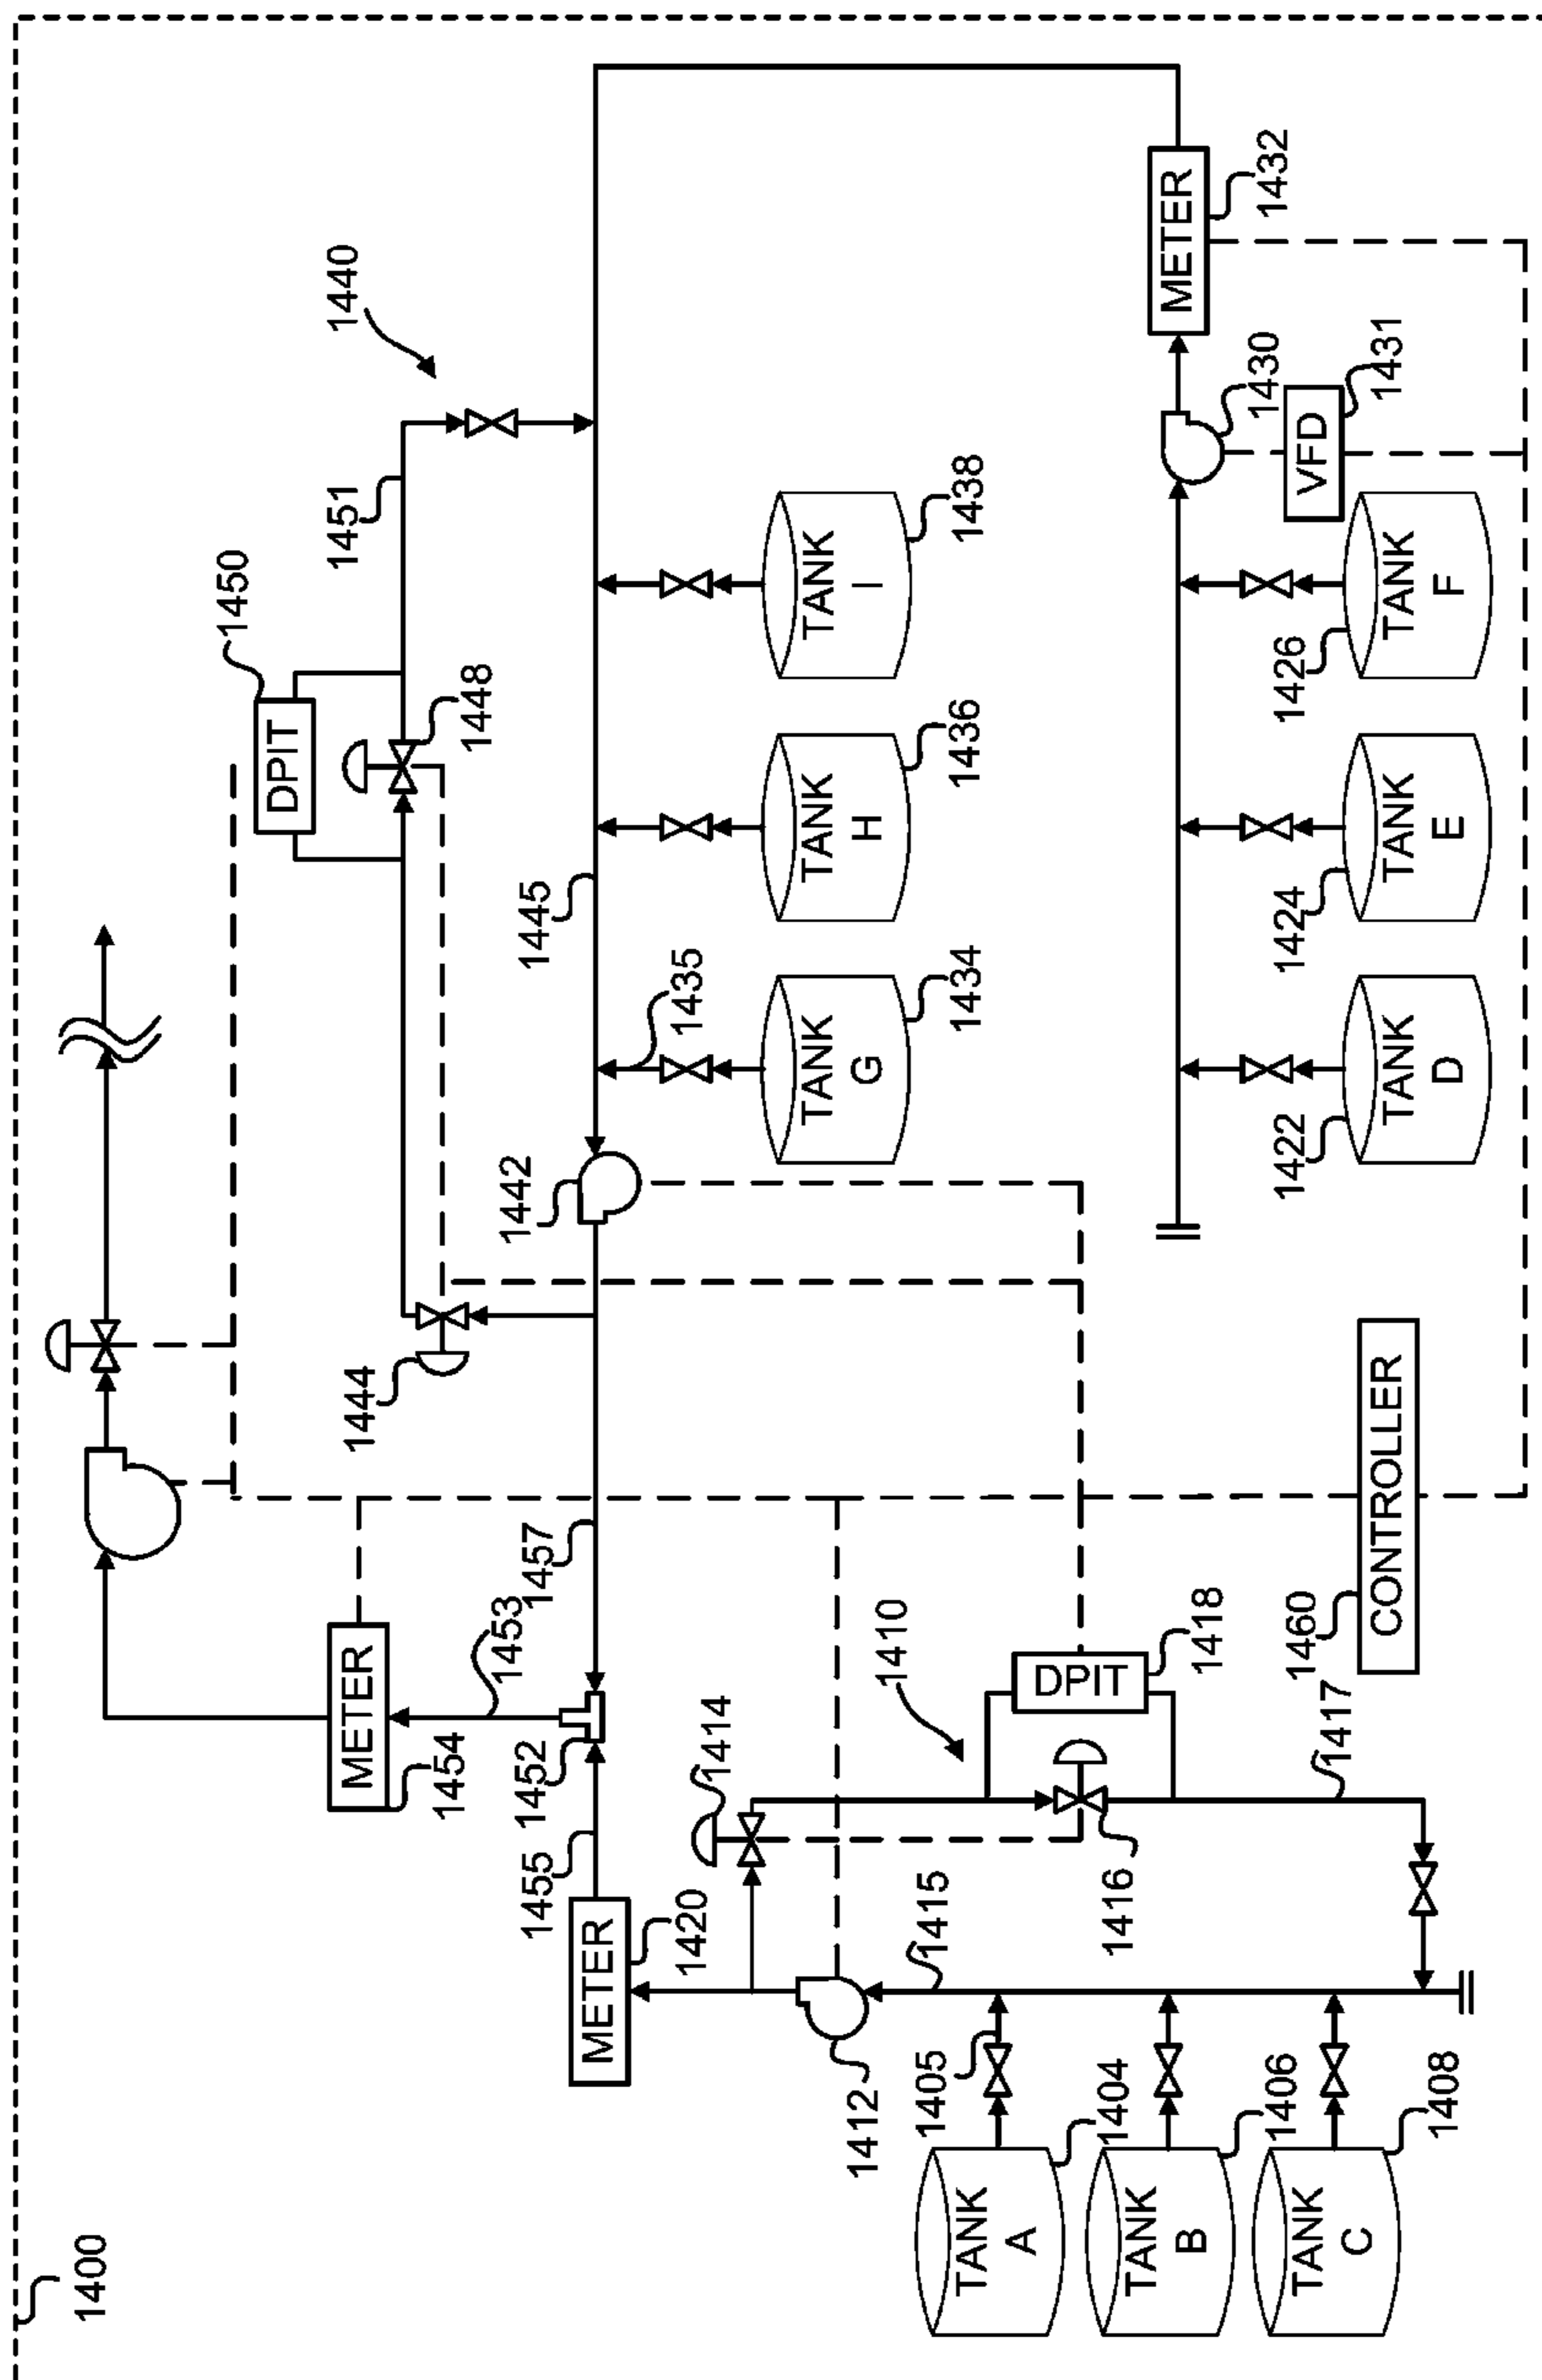 1400
1440
1450
DPIT
1451
1448
1444
1445
1442
1435
TANK
G
1434
TANK
H
1436
TANK
I
1438
METER
1432
1430
VFD
1431
TANK
D
1422
TANK
E
1424
TANK
F
1426
METER
1454
1453
1452
1457
1455
METER
1420
1414
1410
DPIT
1418
1416
1417
1415
1412
1405
TANK
A
1404
TANK
B
1406
TANK
C
1408
CONTROLLER
1460